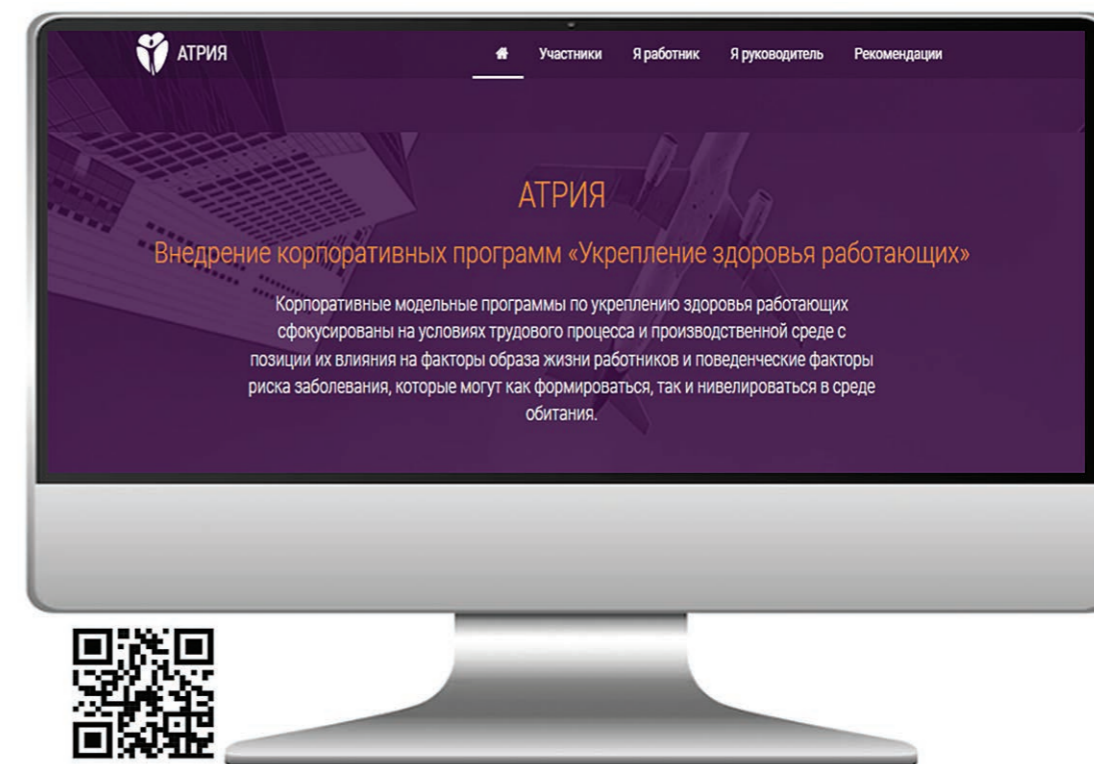 АТРИЯ
Участники Я работник Я руководитель Рекомендации
АТРИЯ
Внедрение корпоративных программ «Укрепление здоровья работающих»
Корпоративные модельные программы по укреплению здоровья работающих
сфокусированы на условиях трудового процесса и производственной среде с
позиции их влияния на факторы образа жизни работников и поведенческие факторы
риска заболевания, которые могут как формироваться, так и нивелироваться в среде
обитания.